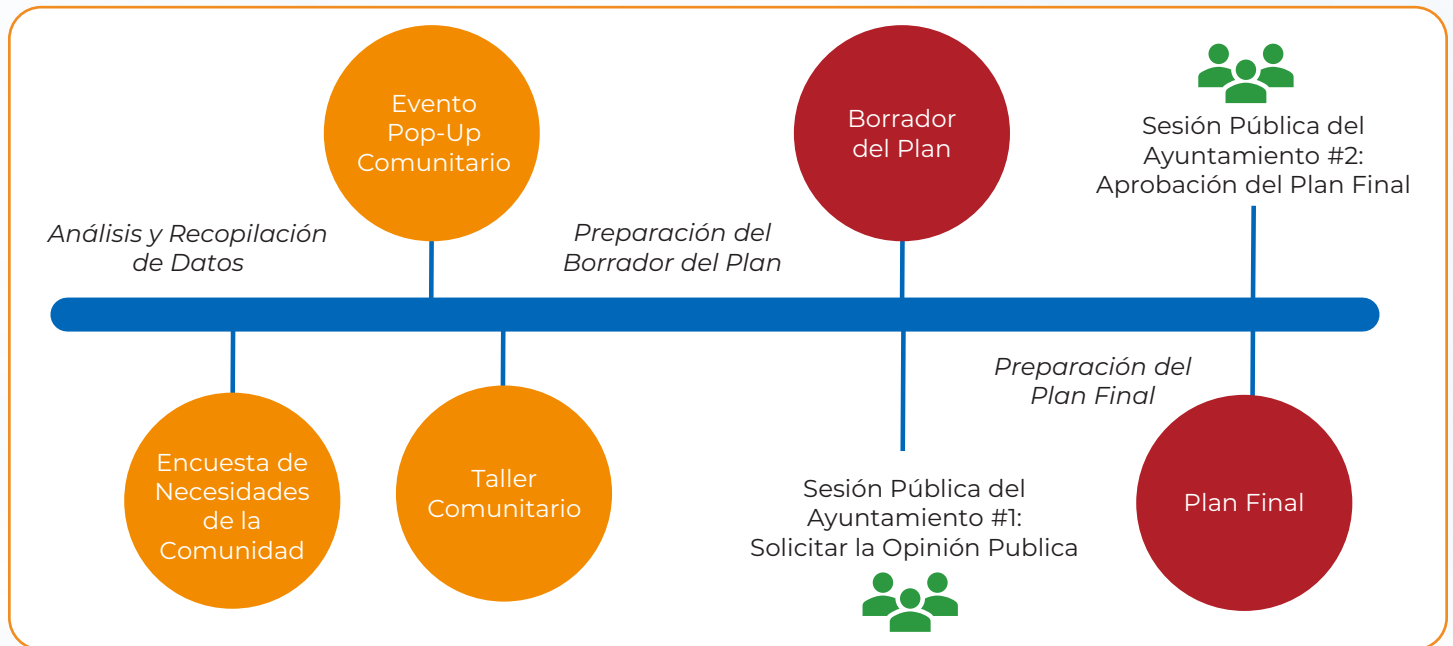 Análisis y Recopilación
de Datos
Encuesta de
Necesidades
de la
Comunidad
Evento
Pop-Up
Comunitario
Taller
Comunitario
Preparación del
Borrador del Plan
Borrador
del Plan
Sesión Pública del
Ayuntamiento #1:
Solicitar la Opinión Publica
Preparación del
Plan Final
Sesión Pública del
Ayuntamiento #2:
Aprobación del Plan Final
Plan Final